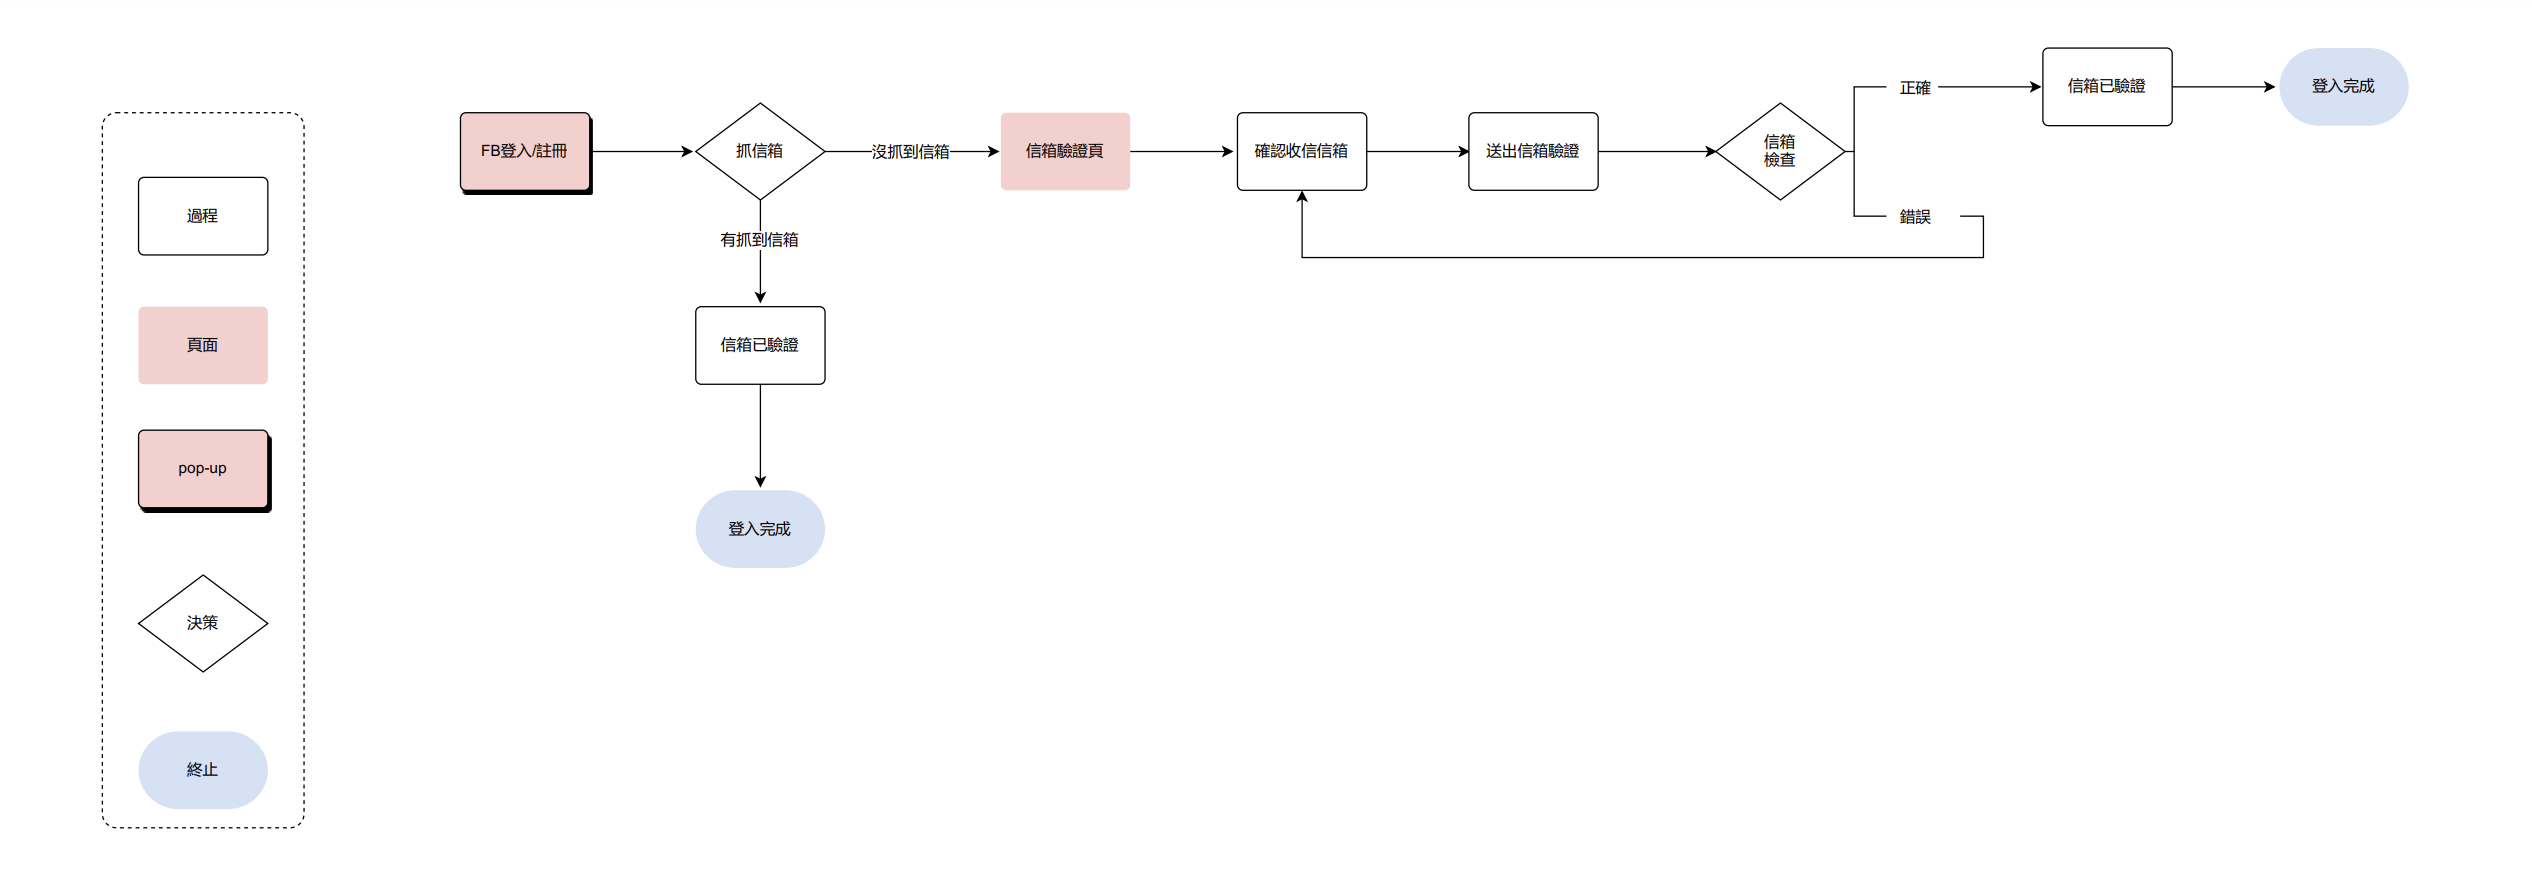 過程
頁面
pop-up
決策
終止
FB登入/註冊
抓信箱
沒抓到信箱
有抓到信箱
信箱已驗證
登入完成
信箱驗證頁
確認收信信箱
送出信箱驗證
信箱
檢查
正確
錯誤
信箱已驗證
登入完成